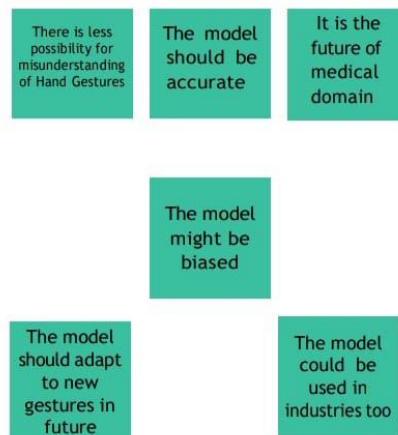 There is less
possibility for
misunderstanding
of Hand Gestures
The model
should be
accurate
It is the
future of
medical
domain
The model
might be
biased
The model
should adapt
to new
gestures in
future
The model
could be
used in
industries too